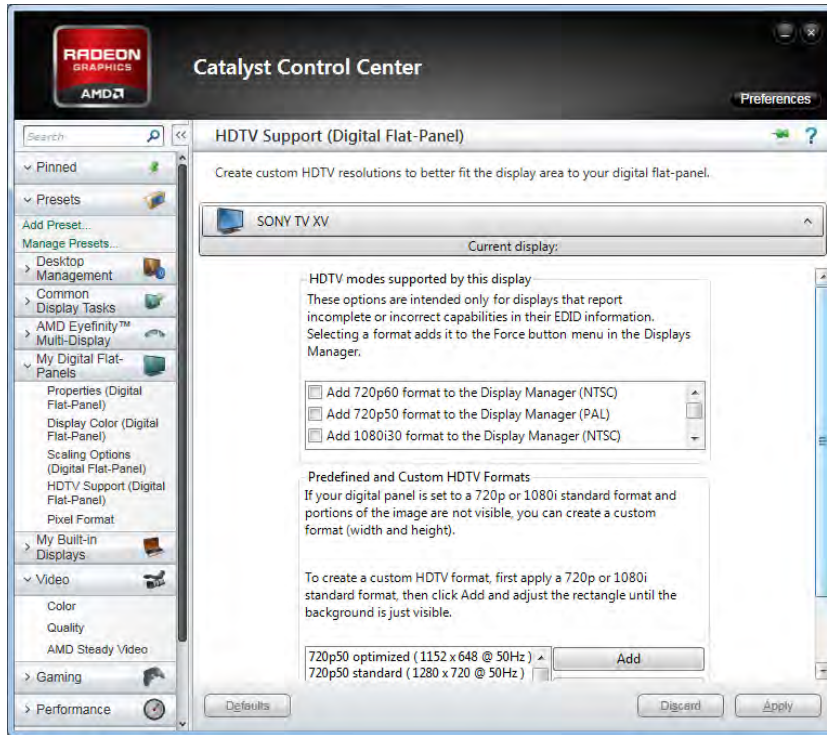 RADEON
GRAPHICS
AMD
Catalyst Control Center
Preferences
Search
HDTV Support (Digital Flat-Panel)
Pinned
Presets
Add Preset...
Manage Presets...
Desktop
Management
Common
Display Tasks
AMD Eyefinity™
Multi-Display
My Digital Flat-
Panels
Properties (Digital
Flat-Panel)
Display Color (Digital
Flat-Panel)
Scaling Options
(Digital Flat-Panel)
HDTV Support (Digital
Flat-Panel)
Pixel Format
My Built-in
Displays
Video
Color
Quality
AMD Steady Video
Gaming
Performance
Create custom HDTV resolutions to better fit the display area to your digital flat-panel.
SONY TV XV
Current display:
HDTV modes supported by this display
These options are intended only for displays that report
incomplete or incorrect capabilities in their EDID information.
Selecting a format adds it to the Force button menu in the Displays
Manager.
Add 720p60 format to the Display Manager (NTSC)
Add 720p50 format to the Display Manager (PAL)
Add 1080i30 format to the Display Manager (NTSC)
Predefined and Custom HDTV Formats
If your digital panel is set to a 720p or 1080i standard format and
portions of the image are not visible, you can create a custom
format (width and height).
To create a custom HDTV format, first apply a 720p or 1080i
standard format, then click Add and adjust the rectangle until the
background is just visible.
720p50 optimized (1152 x 648 @ 50Hz)
720p50 standard (1280 x 720 @ 50Hz)
Add
Defaults
Discard
Apply